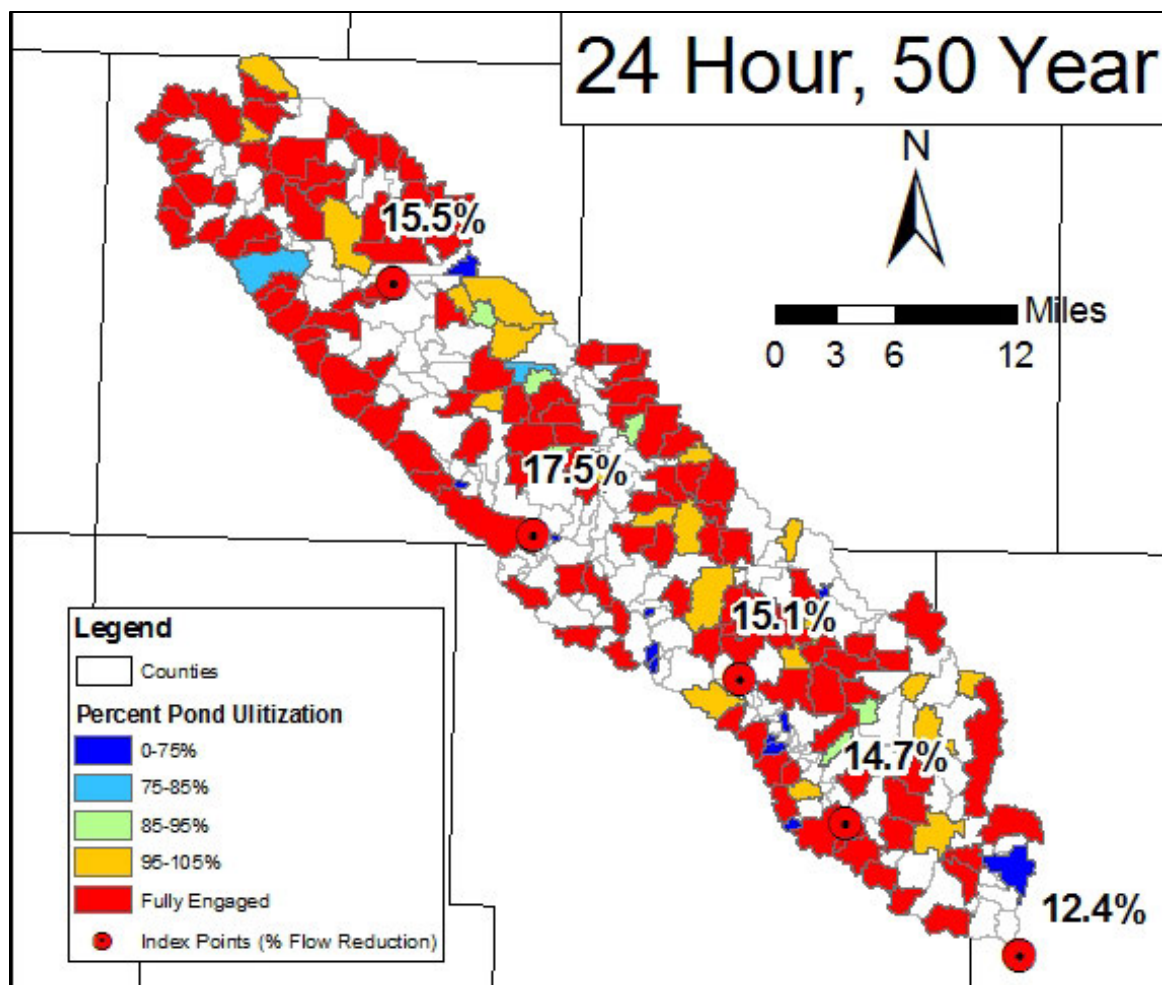 24 Hour, 50 Year
N
Miles
0 3 6 12
15.5%
17.5%
15.1%
14.7%
12.4%
Legend
Counties
Percent Pond Ulitization
0-75%
75-85%
85-95%
95-105%
Fully Engaged
Index Points (% Flow Reduction)